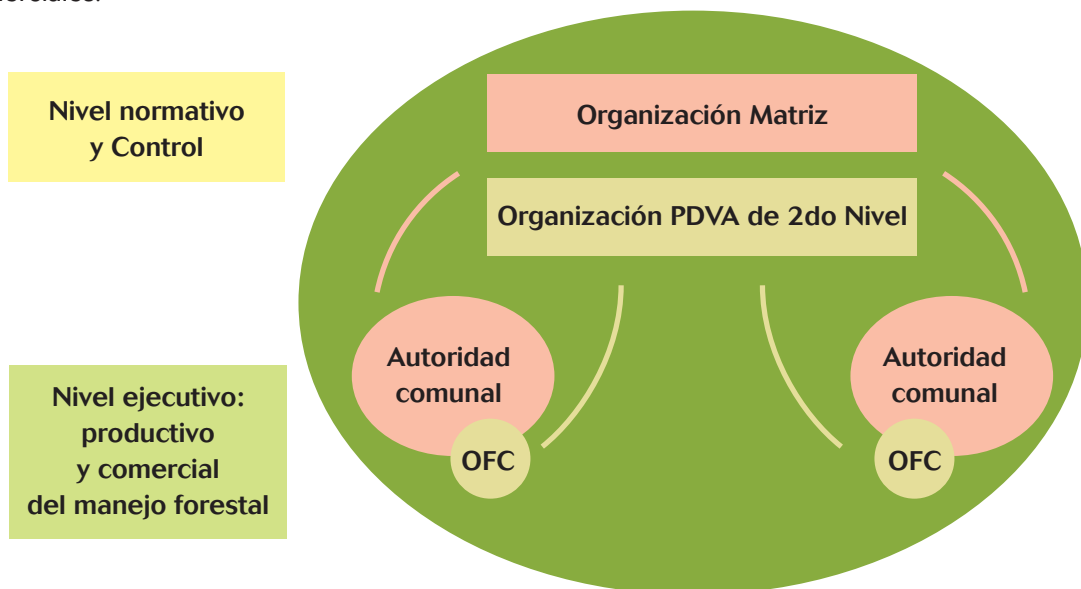 Nivel normativo
y Control
Organización Matriz
Organización PDVA de 2do Nivel
Autoridad
comunal
OFC
Autoridad
comunal
OFC
Nivel ejecutivo:
productivo
y comercial
del manejo forestal